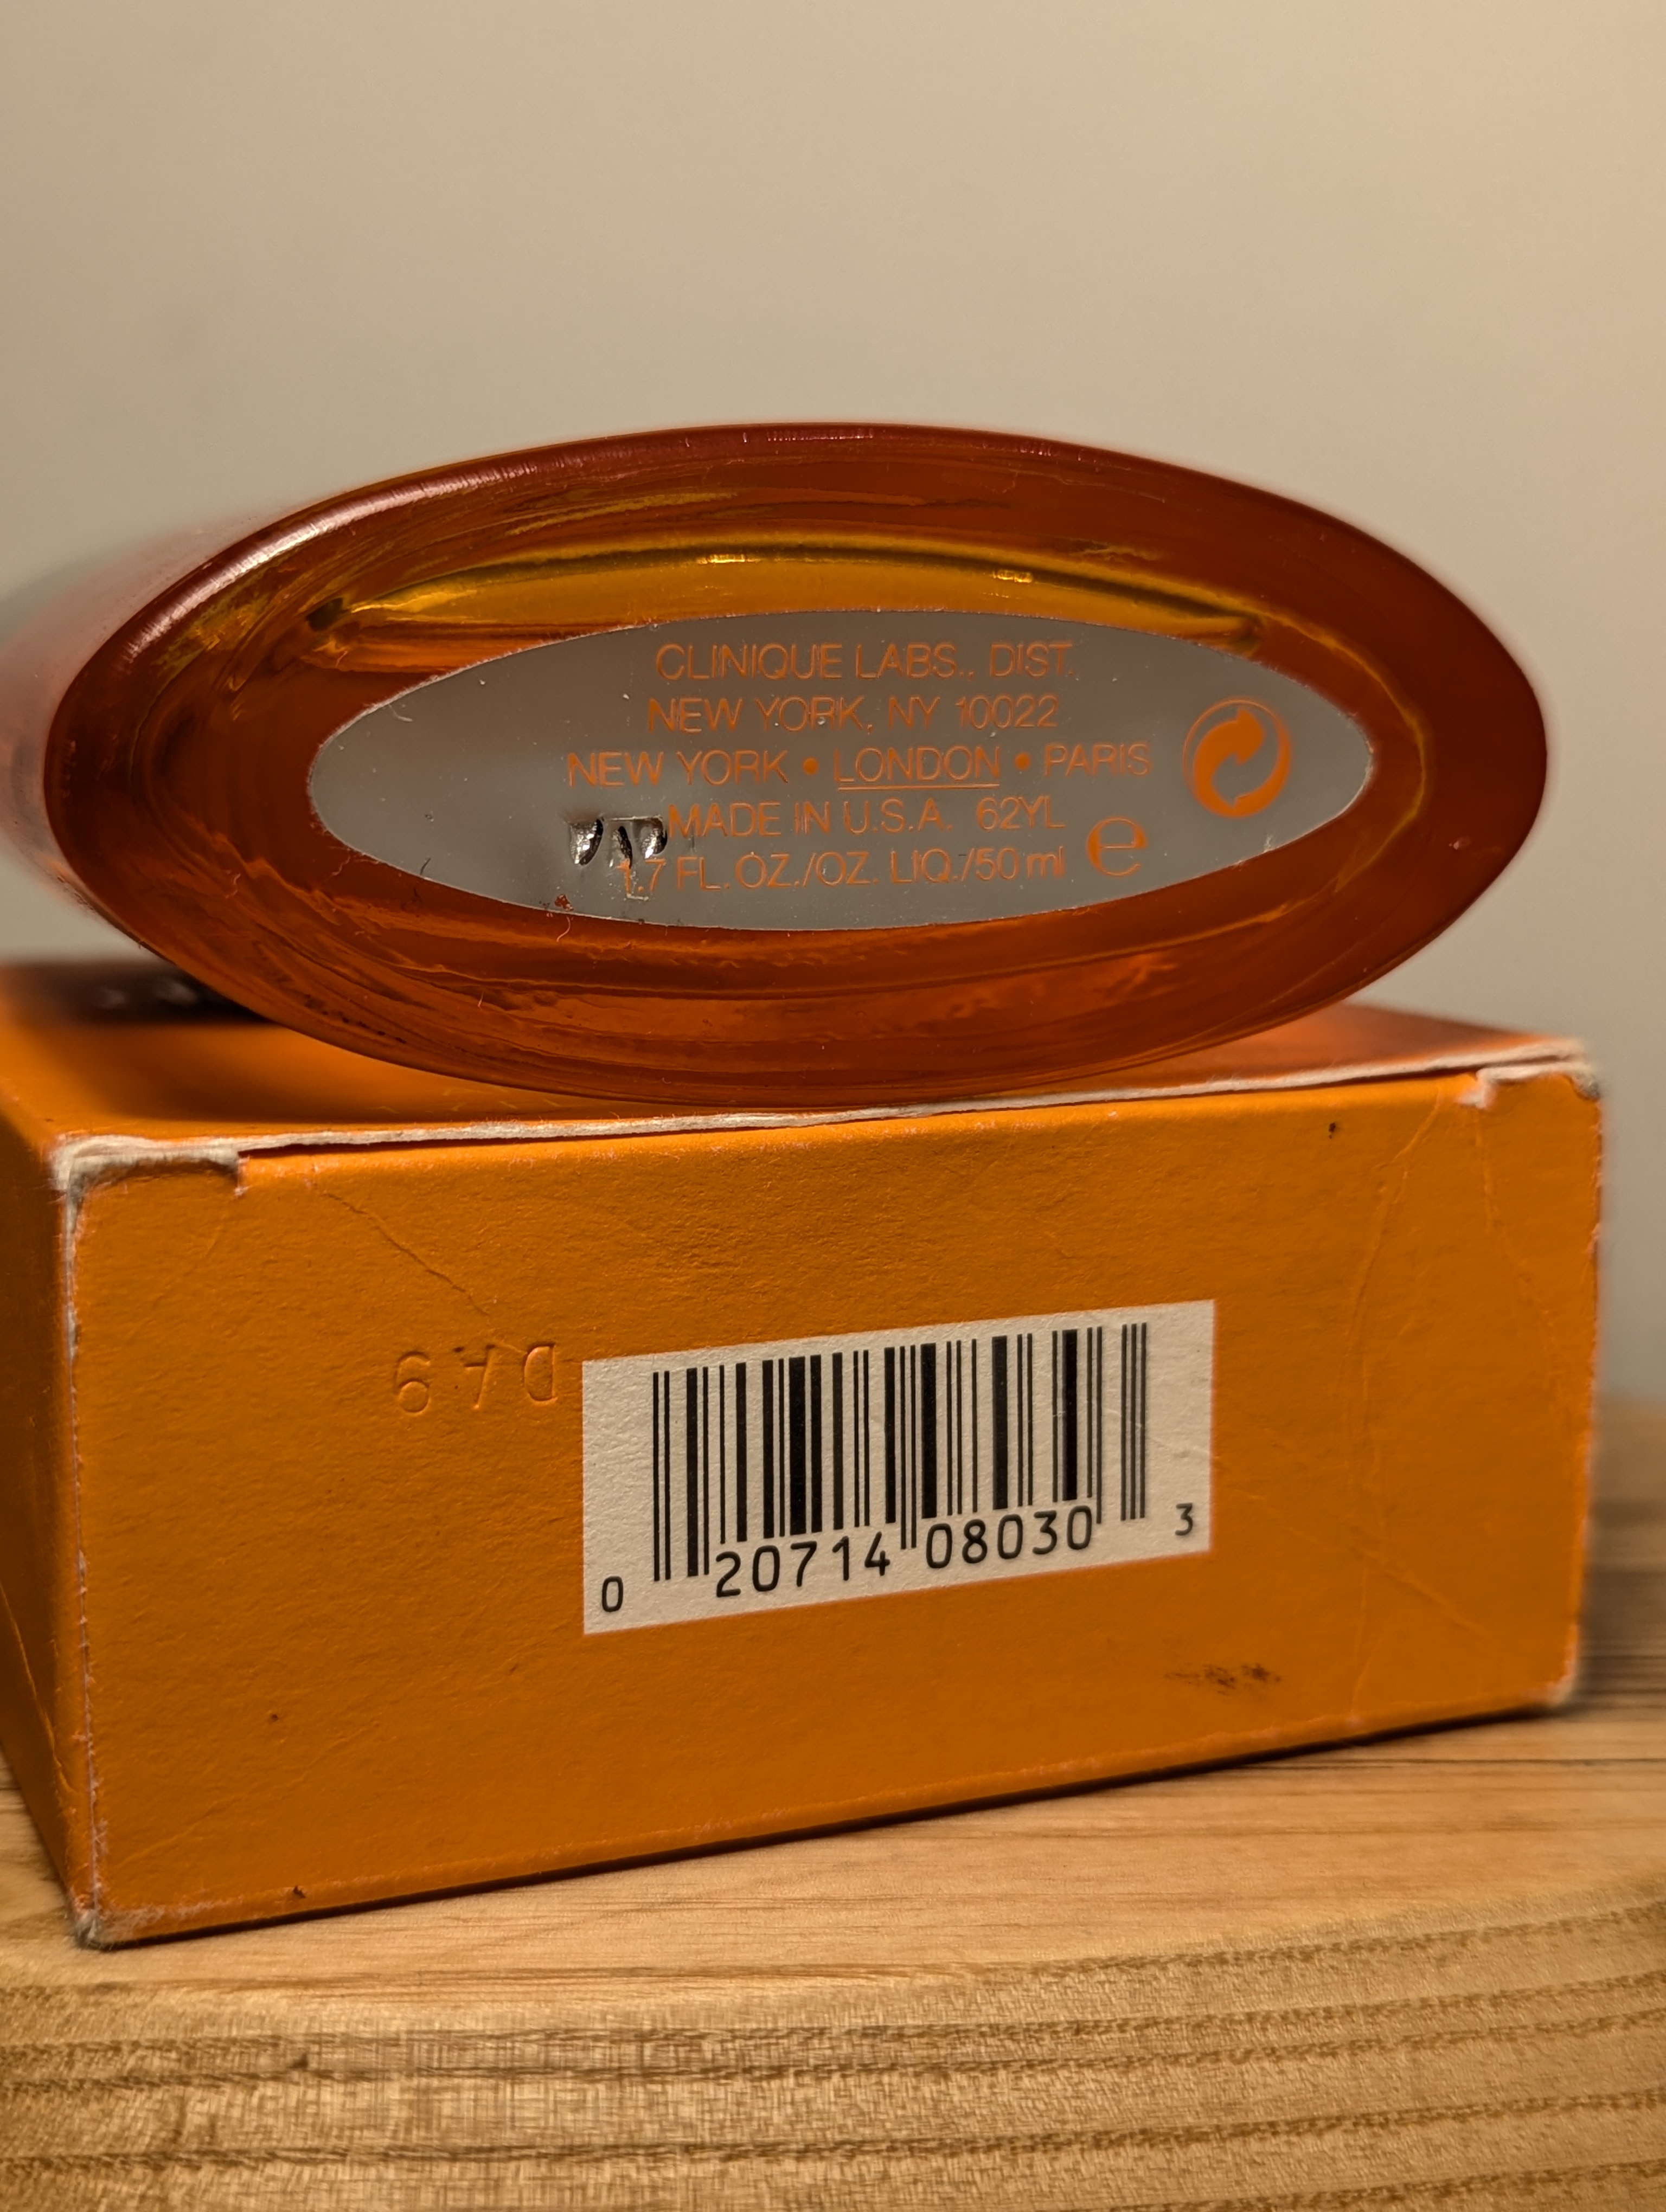 CLINIQUE LABS., DIST.
NEW YORK, NY 10022
NEW YORK • LONDON • PARIS
MADE IN U.S.A. 62YL
1.7 FL. OZ./OZ. LIQ./50 ml e
DA9
0 20714 08030 3